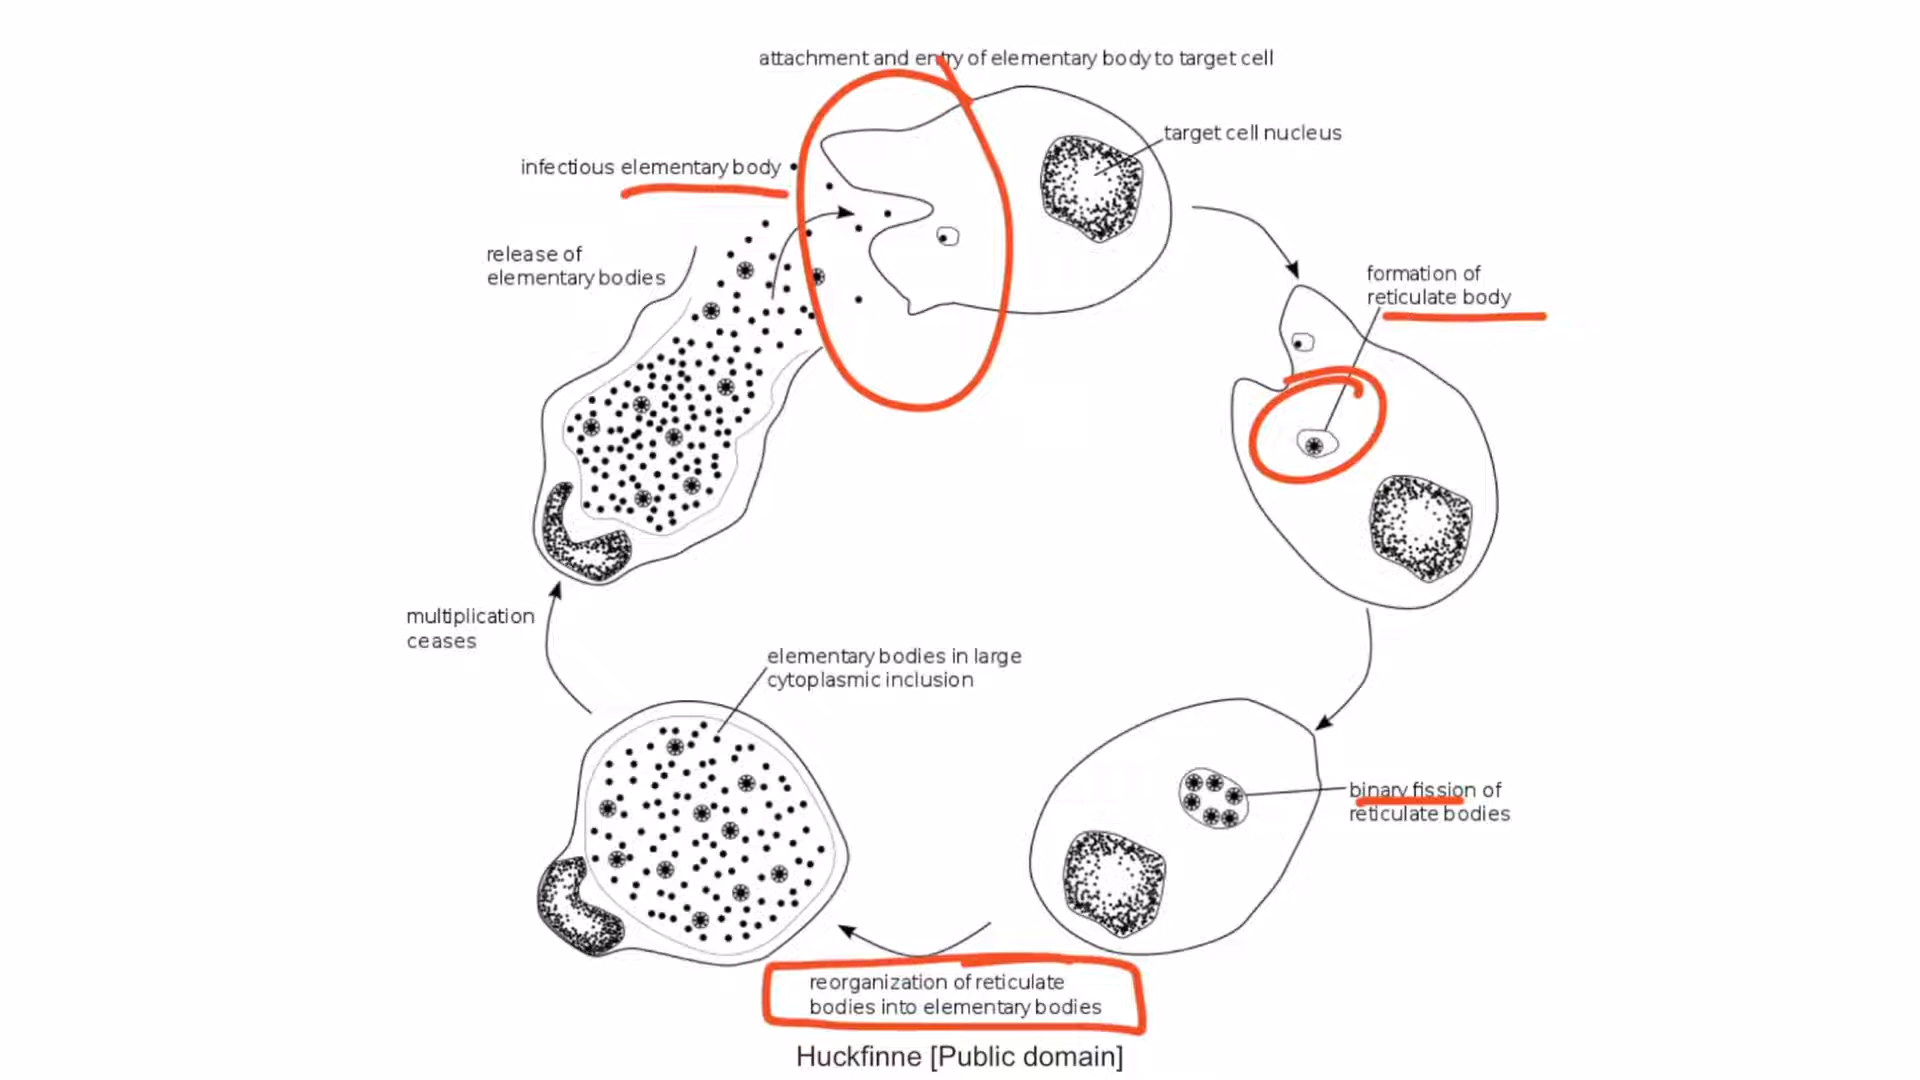 attachment and entry of elementary body to target cell
target cell nucleus
infectious elementary body
release of
elementary bodies
formation of
reticulate body
multiplication
ceases
elementary bodies in large
cytoplasmic inclusion
binary fission of
reticulate bodies
reorganization of reticulate
bodies into elementary bodies
Huckfinne [Public domain]